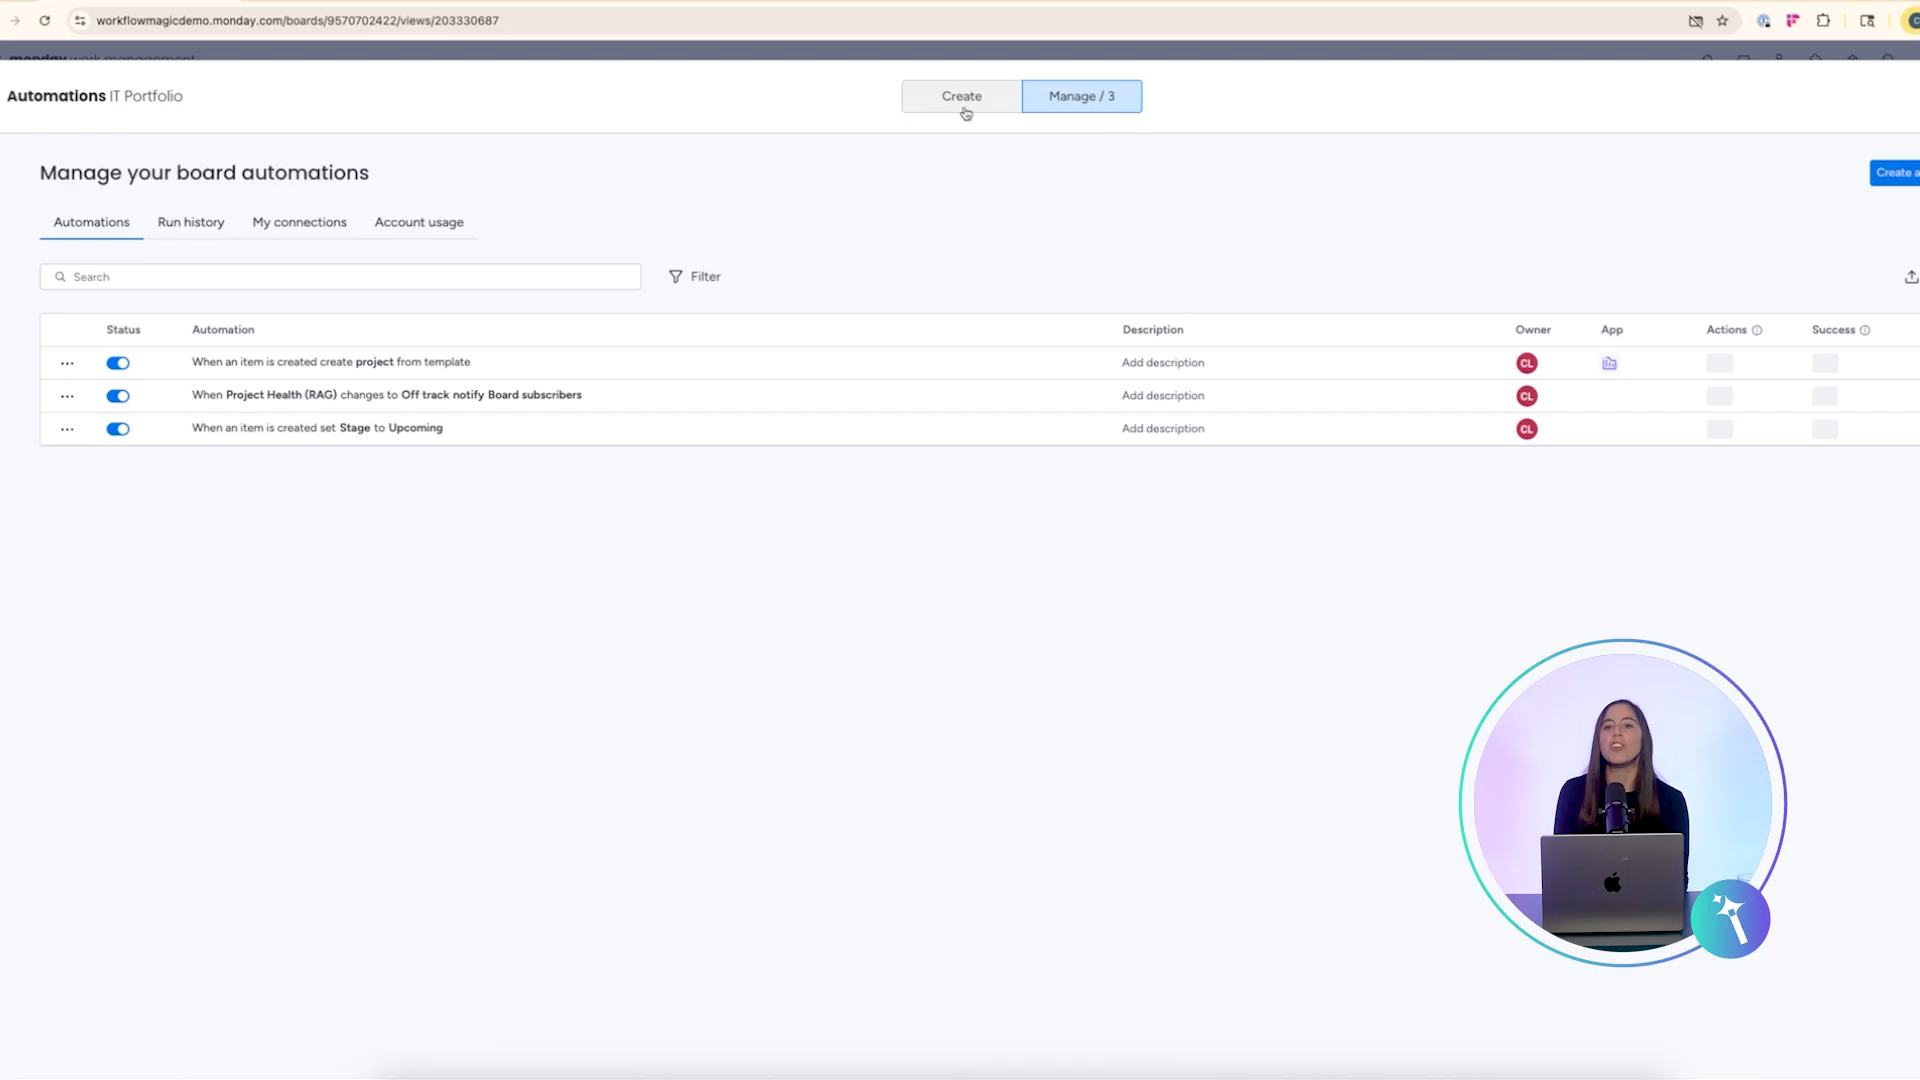 workflowmagicdemo.monday.com/boards/9570702422/views/203330687
monday work management
Automations IT Portfolio
Create
Manage / 3
Manage your board automations
Create a
Automations
Run history
My connections
Account usage
Search
Filter
Status
Automation
Description
Owner
App
Actions
Success
When an item is created create project from template
Add description
CL
When Project Health (RAG) changes to Off track notify Board subscribers
Add description
CL
When an item is created set Stage to Upcoming
Add description
CL